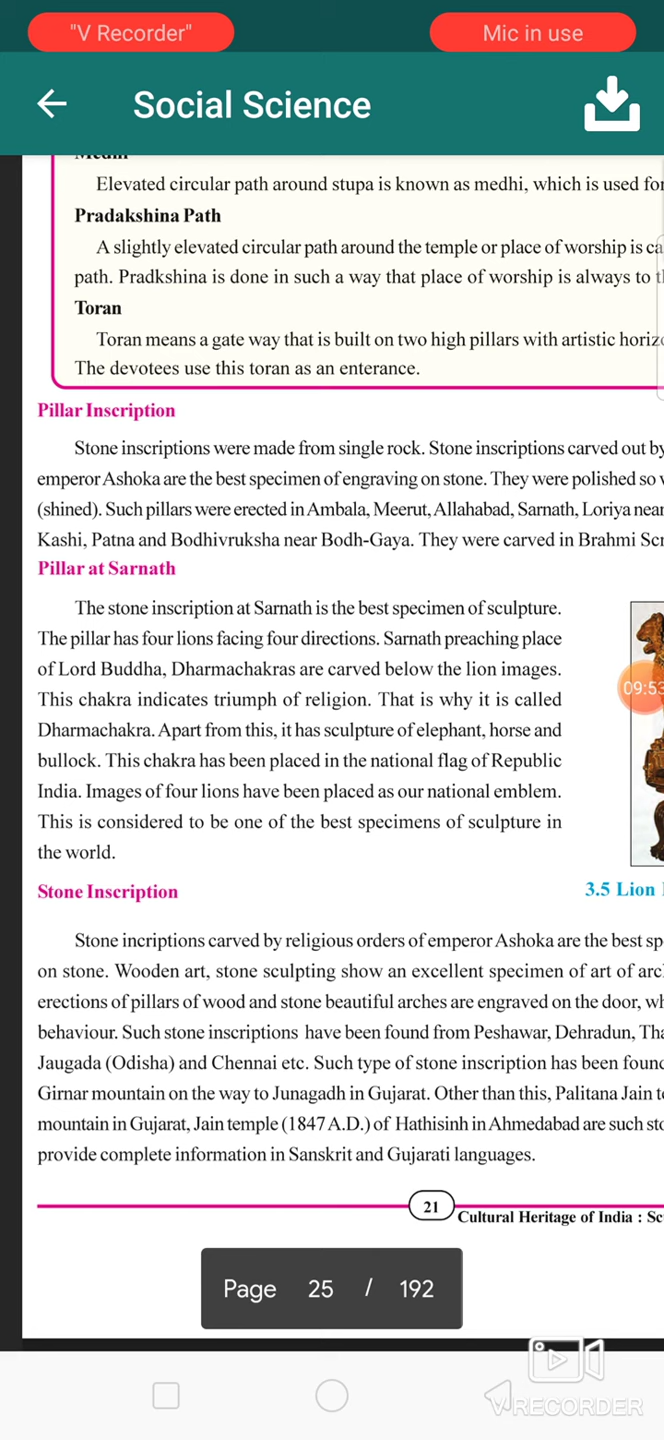 "V Recorder"
Mic in use
Social Science
Elevated circular path around stupa is known as medhi, which is used for
Pradakshina Path
A slightly elevated circular path around the temple or place of worship is
path. Pradkshina is done in such a way that place of worship is always to
Toran
Toran means a gate way that is built on two high pillars with artistic
The devotees use this toran as an enterance.
Pillar Inscription
Stone inscriptions were made from single rock. Stone inscriptions carved out by
emperor Ashoka are the best specimen of engraving on stone. They were polished so
(shined). Such pillars were erected in Ambala, Meerut, Allahabad, Sarnath, Loriya near
Kashi, Patna and Bodhivruksha near Bodh-Gaya. They were carved in Brahmi
Pillar at Sarnath
The stone inscription at Sarnath is the best specimen of sculpture.
The pillar has four lions facing four directions. Sarnath preaching place
of Lord Buddha, Dharmachakras are carved below the lion images.
This chakra indicates triumph of religion. That is why it is called
09:53
Dharmachakra. Apart from this, it has sculpture of elephant, horse and
bullock. This chakra has been placed in the national flag of Republic
India. Images of four lions have been placed as our national emblem.
This is considered to be one of the best specimens of sculpture in
the world.
Stone Inscription
3.5 Lion
Stone incriptions carved by religious orders of emperor Ashoka are the best
on stone. Wooden art, stone sculpting show an excellent specimen of art of
erections of pillars of wood and stone beautiful arches are engraved on the door,
behaviour. Such stone inscriptions have been found from Peshawar, Dehradun,
Jaugada (Odisha) and Chennai etc. Such type of stone inscription has been
Girnar mountain on the way to Junagadh in Gujarat. Other than this, Palitana Jain
mountain in Gujarat, Jain temple (1847 A.D.) of Hathisinh in Ahmedabad are such
provide complete information in Sanskrit and Gujarati languages.
21
Cultural Heritage of India :
Page 25 / 192
V RECORDER